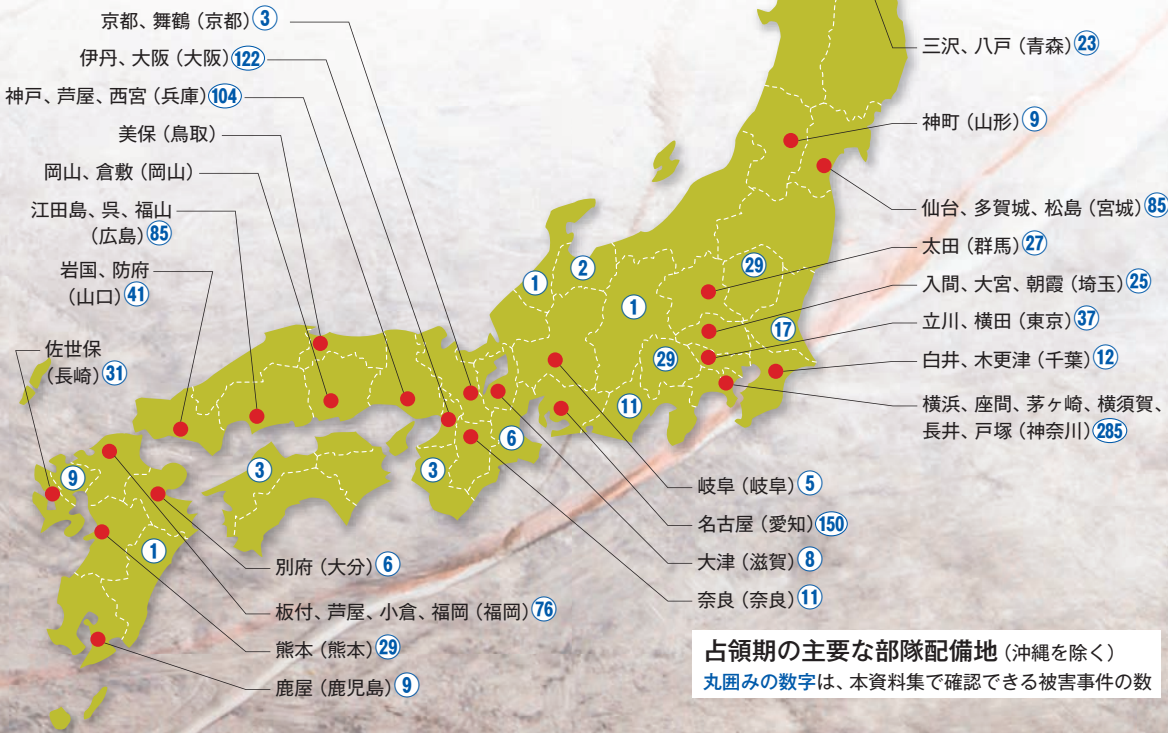 京都、舞鶴（京都）3
伊丹、大阪（大阪）122
神戸、芦屋、西宮（兵庫）104
美保（鳥取）
岡山、倉敷（岡山）
江田島、呉、福山
（広島）85
岩国、防府
（山口）41
佐世保
（長崎）31
三沢、八戸（青森）23
神町（山形）9
仙台、多賀城、松島（宮城）85
太田（群馬）27
入間、大宮、朝霞（埼玉）25
立川、横田（東京）37
白井、木更津（千葉）12
横浜、座間、茅ヶ崎、横須賀、
長井、戸塚（神奈川）285
1
2
1
29
17
29
11
6
3
3
9
1
岐阜（岐阜）5
名古屋（愛知）150
大津（滋賀）8
奈良（奈良）11
別府（大分）6
板付、芦屋、小倉、福岡（福岡）76
熊本（熊本）29
鹿屋（鹿児島）9
占領期の主要な部隊配備地（沖縄を除く）
丸囲みの数字は、本資料集で確認できる被害事件の数